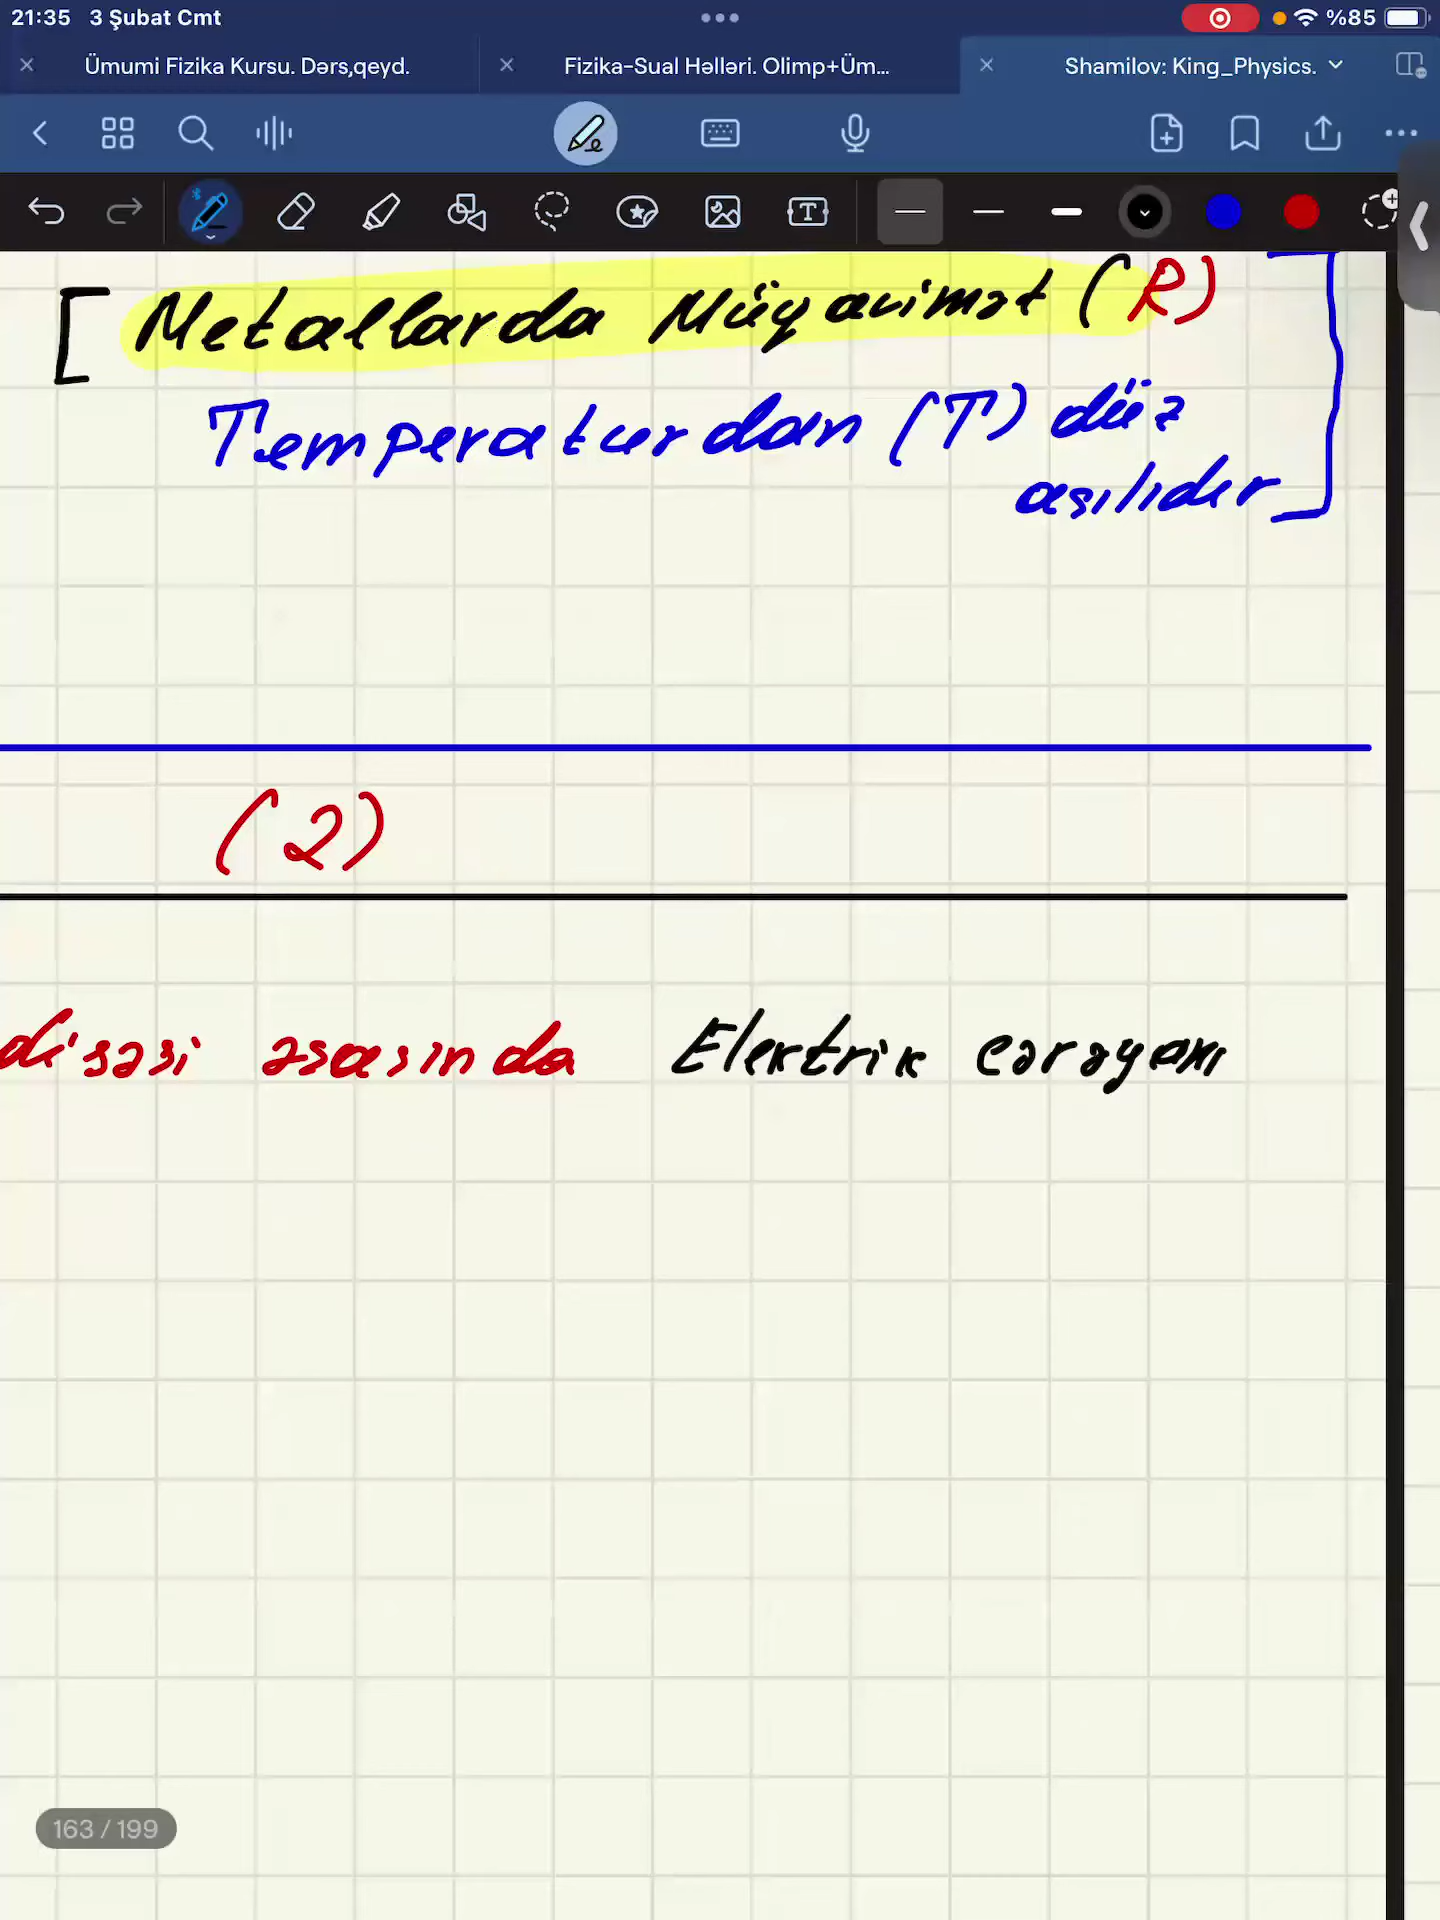 21:35 3 Şubat Cmt %85
Ümumi Fizika Kursu. Dərs,qeyd. Fizika-Sual Həlləri. Olimp+Üm... Shamilov: King_Physics.
[ Metallarda Müqavimət (R)
Temperaturdan (T) düz
asılıdır ]
(2)
disəsi əsasında Elektrik cərəyanı
163 / 199